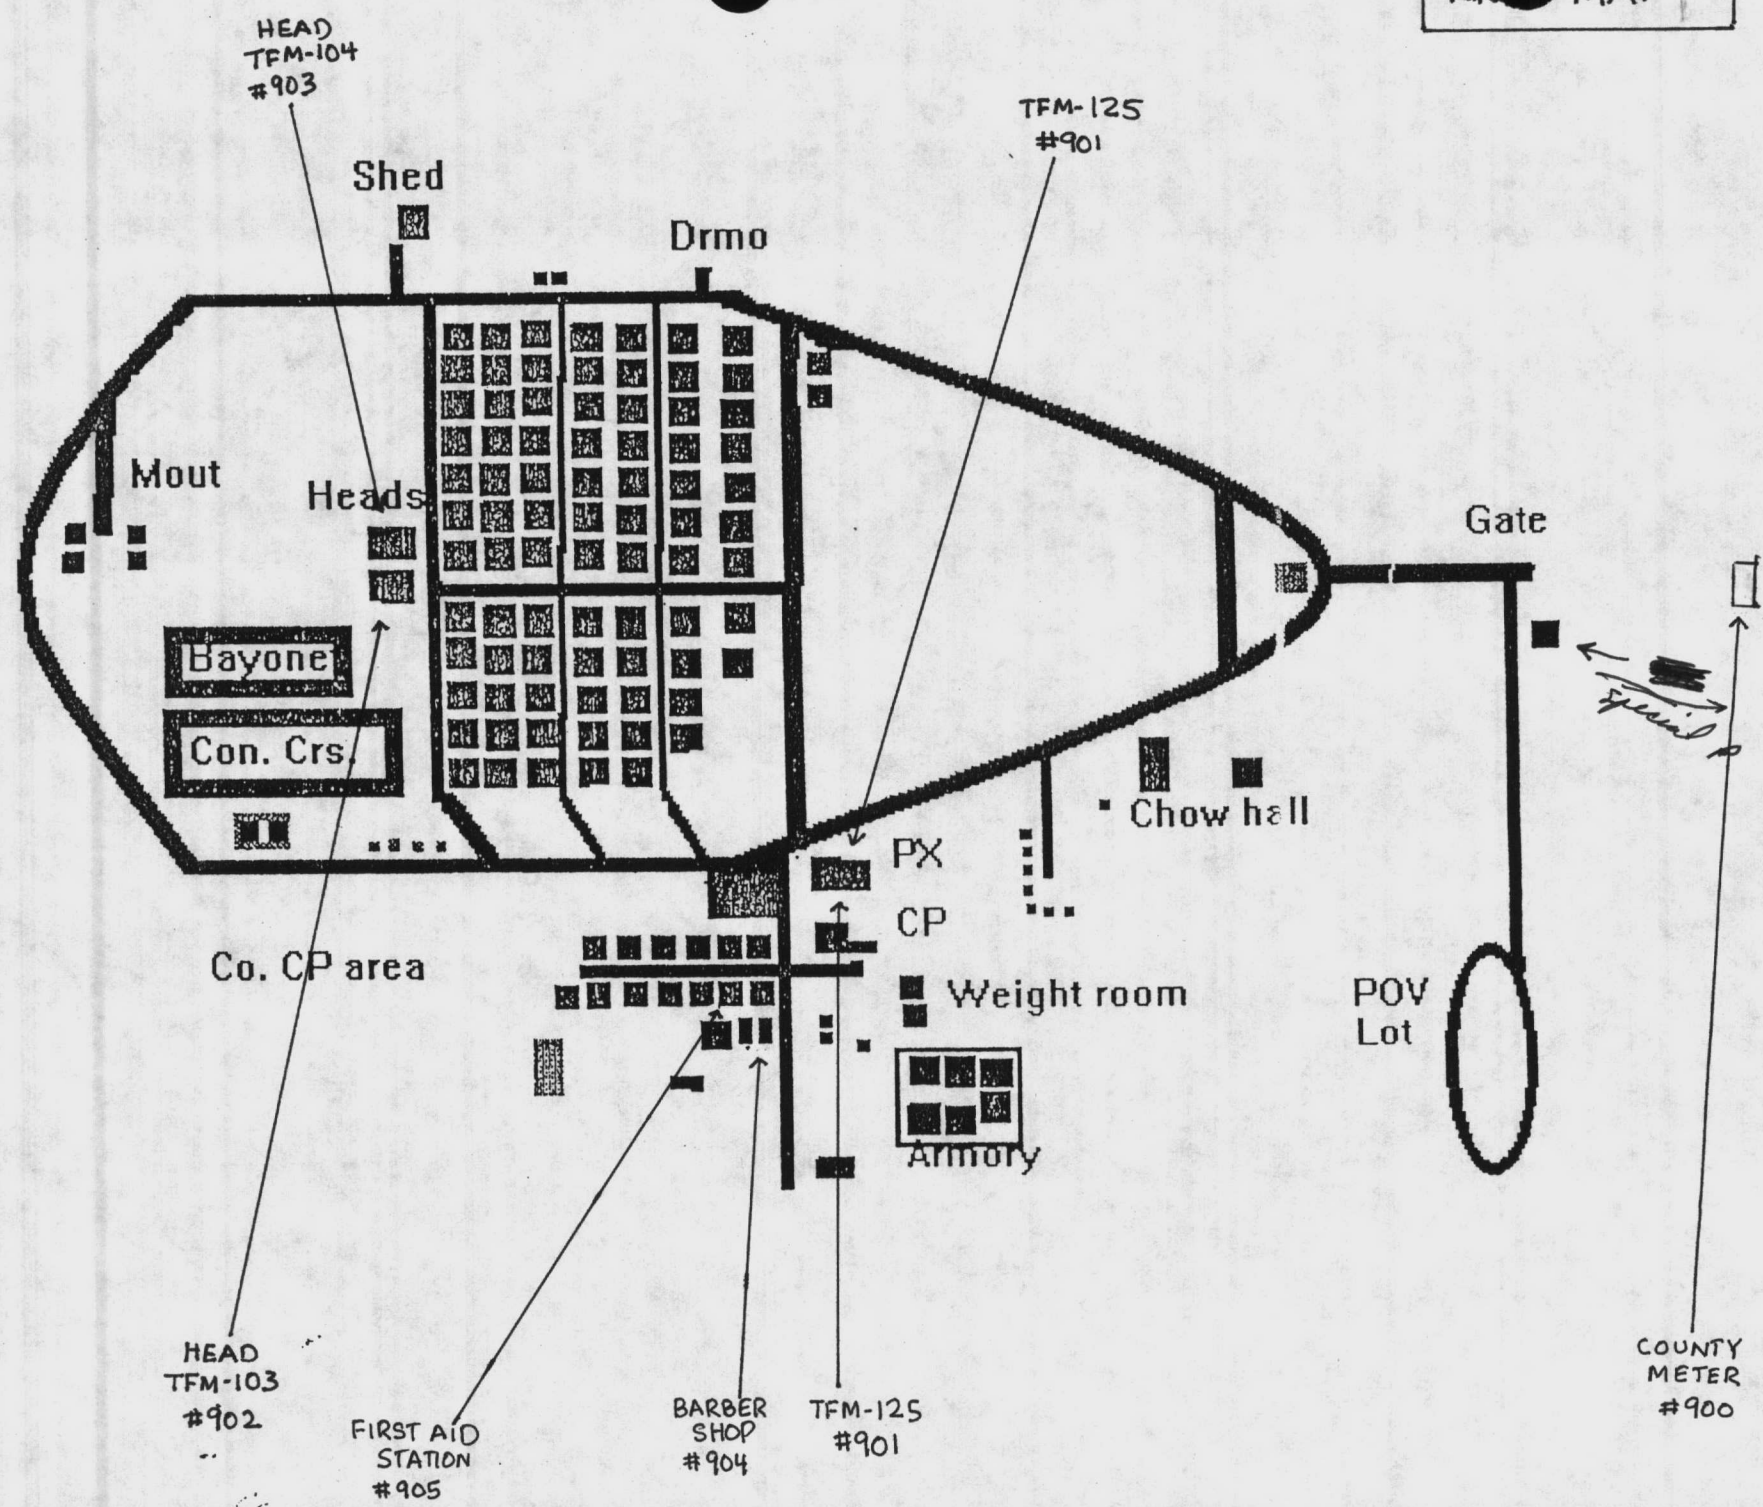 HEAD
TFM-104
#903
TFM-125
#901
Shed
Drmo
Mout
Heads
Gate
Bayonet
Con. Crs.
Special
Chow hall
PX
CP
Co. CP area
Weight room
POV
Lot
Armory
HEAD
TFM-103
#902
FIRST AID
STATION
#905
BARBER
SHOP
#904
TFM-125
#901
COUNTY
METER
#900